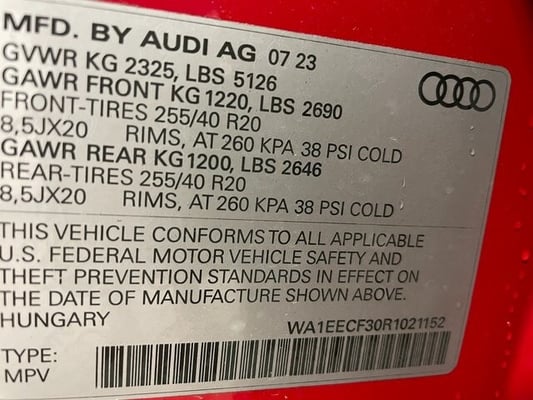 MFD. BY AUDI AG 07 23
GVWR KG 2325, LBS 5126
GAWR FRONT KG 1220, LBS 2690
FRONT-TIRES 255/40 R20
8,5JX20 RIMS, AT 260 KPA 38 PSI COLD
GAWR REAR KG 1200, LBS 2646
REAR-TIRES 255/40 R20
8,5JX20 RIMS, AT 260 KPA 38 PSI COLD
THIS VEHICLE CONFORMS TO ALL APPLICABLE
U.S. FEDERAL MOTOR VEHICLE SAFETY AND
THEFT PREVENTION STANDARDS IN EFFECT ON
THE DATE OF MANUFACTURE SHOWN ABOVE.
HUNGARY WA1EECF30R1021152
TYPE:
MPV